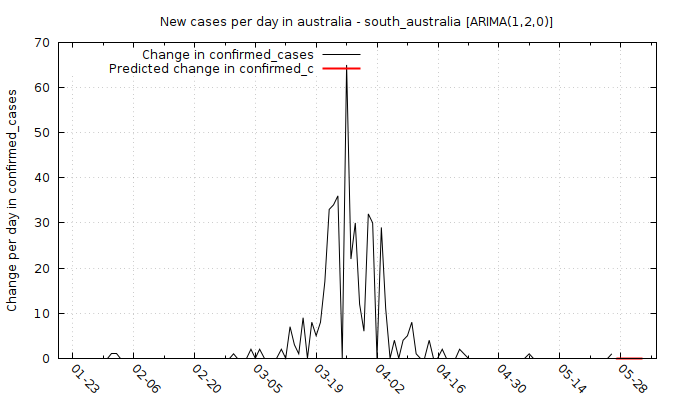 New cases per day in australia - south_australia [ARIMA(1,2,0)]
Change in confirmed_cases
Predicted change in confirmed_c
Change per day in confirmed_cases
70
60
50
40
30
20
10
0
01-23 02-06 02-20 03-05 03-19 04-02 04-16 04-30 05-14 05-28